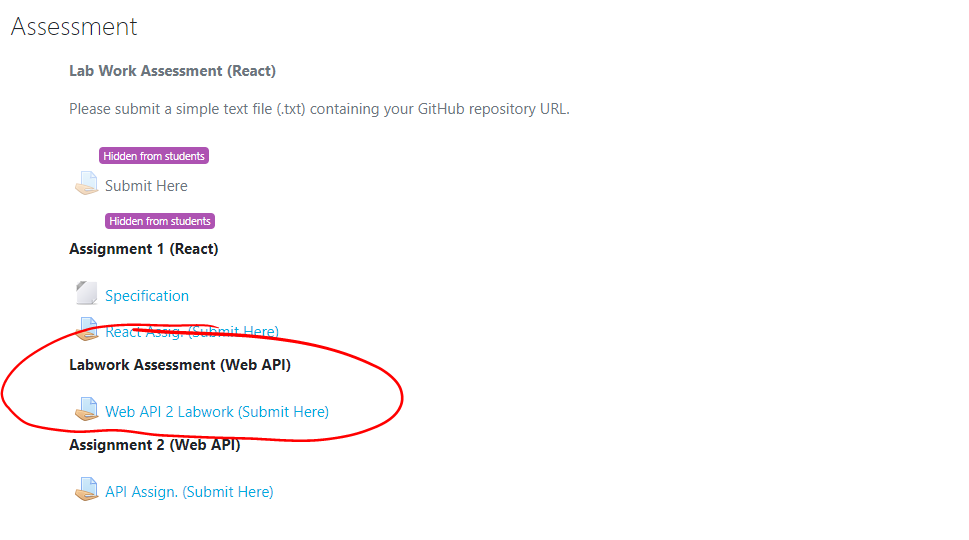 Assessment
Lab Work Assessment (React)
Please submit a simple text file (.txt) containing your GitHub repository URL.
Hidden from students
Submit Here
Hidden from students
Assignment 1 (React)
Specification
React Assig. (Submit Here)
Labwork Assessment (Web API)
Web API 2 Labwork (Submit Here)
Assignment 2 (Web API)
API Assign. (Submit Here)